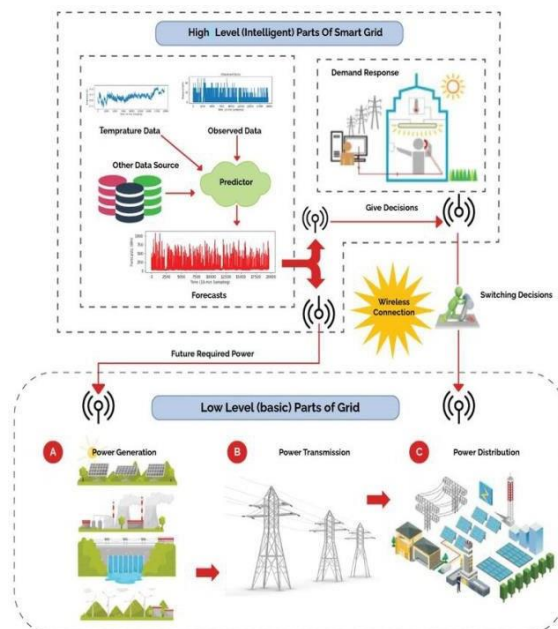 High Level (Intelligent) Parts Of Smart Grid
Demand Response
Temprature Data
Observed Data
Other Data Source
Predictor
Give Decisions
Forecasts
Wireless
Connection
Switching Decisions
Future Required Power
Low Level (basic) Parts of Grid
A
Power Generation
B
Power Transmission
C
Power Distribution